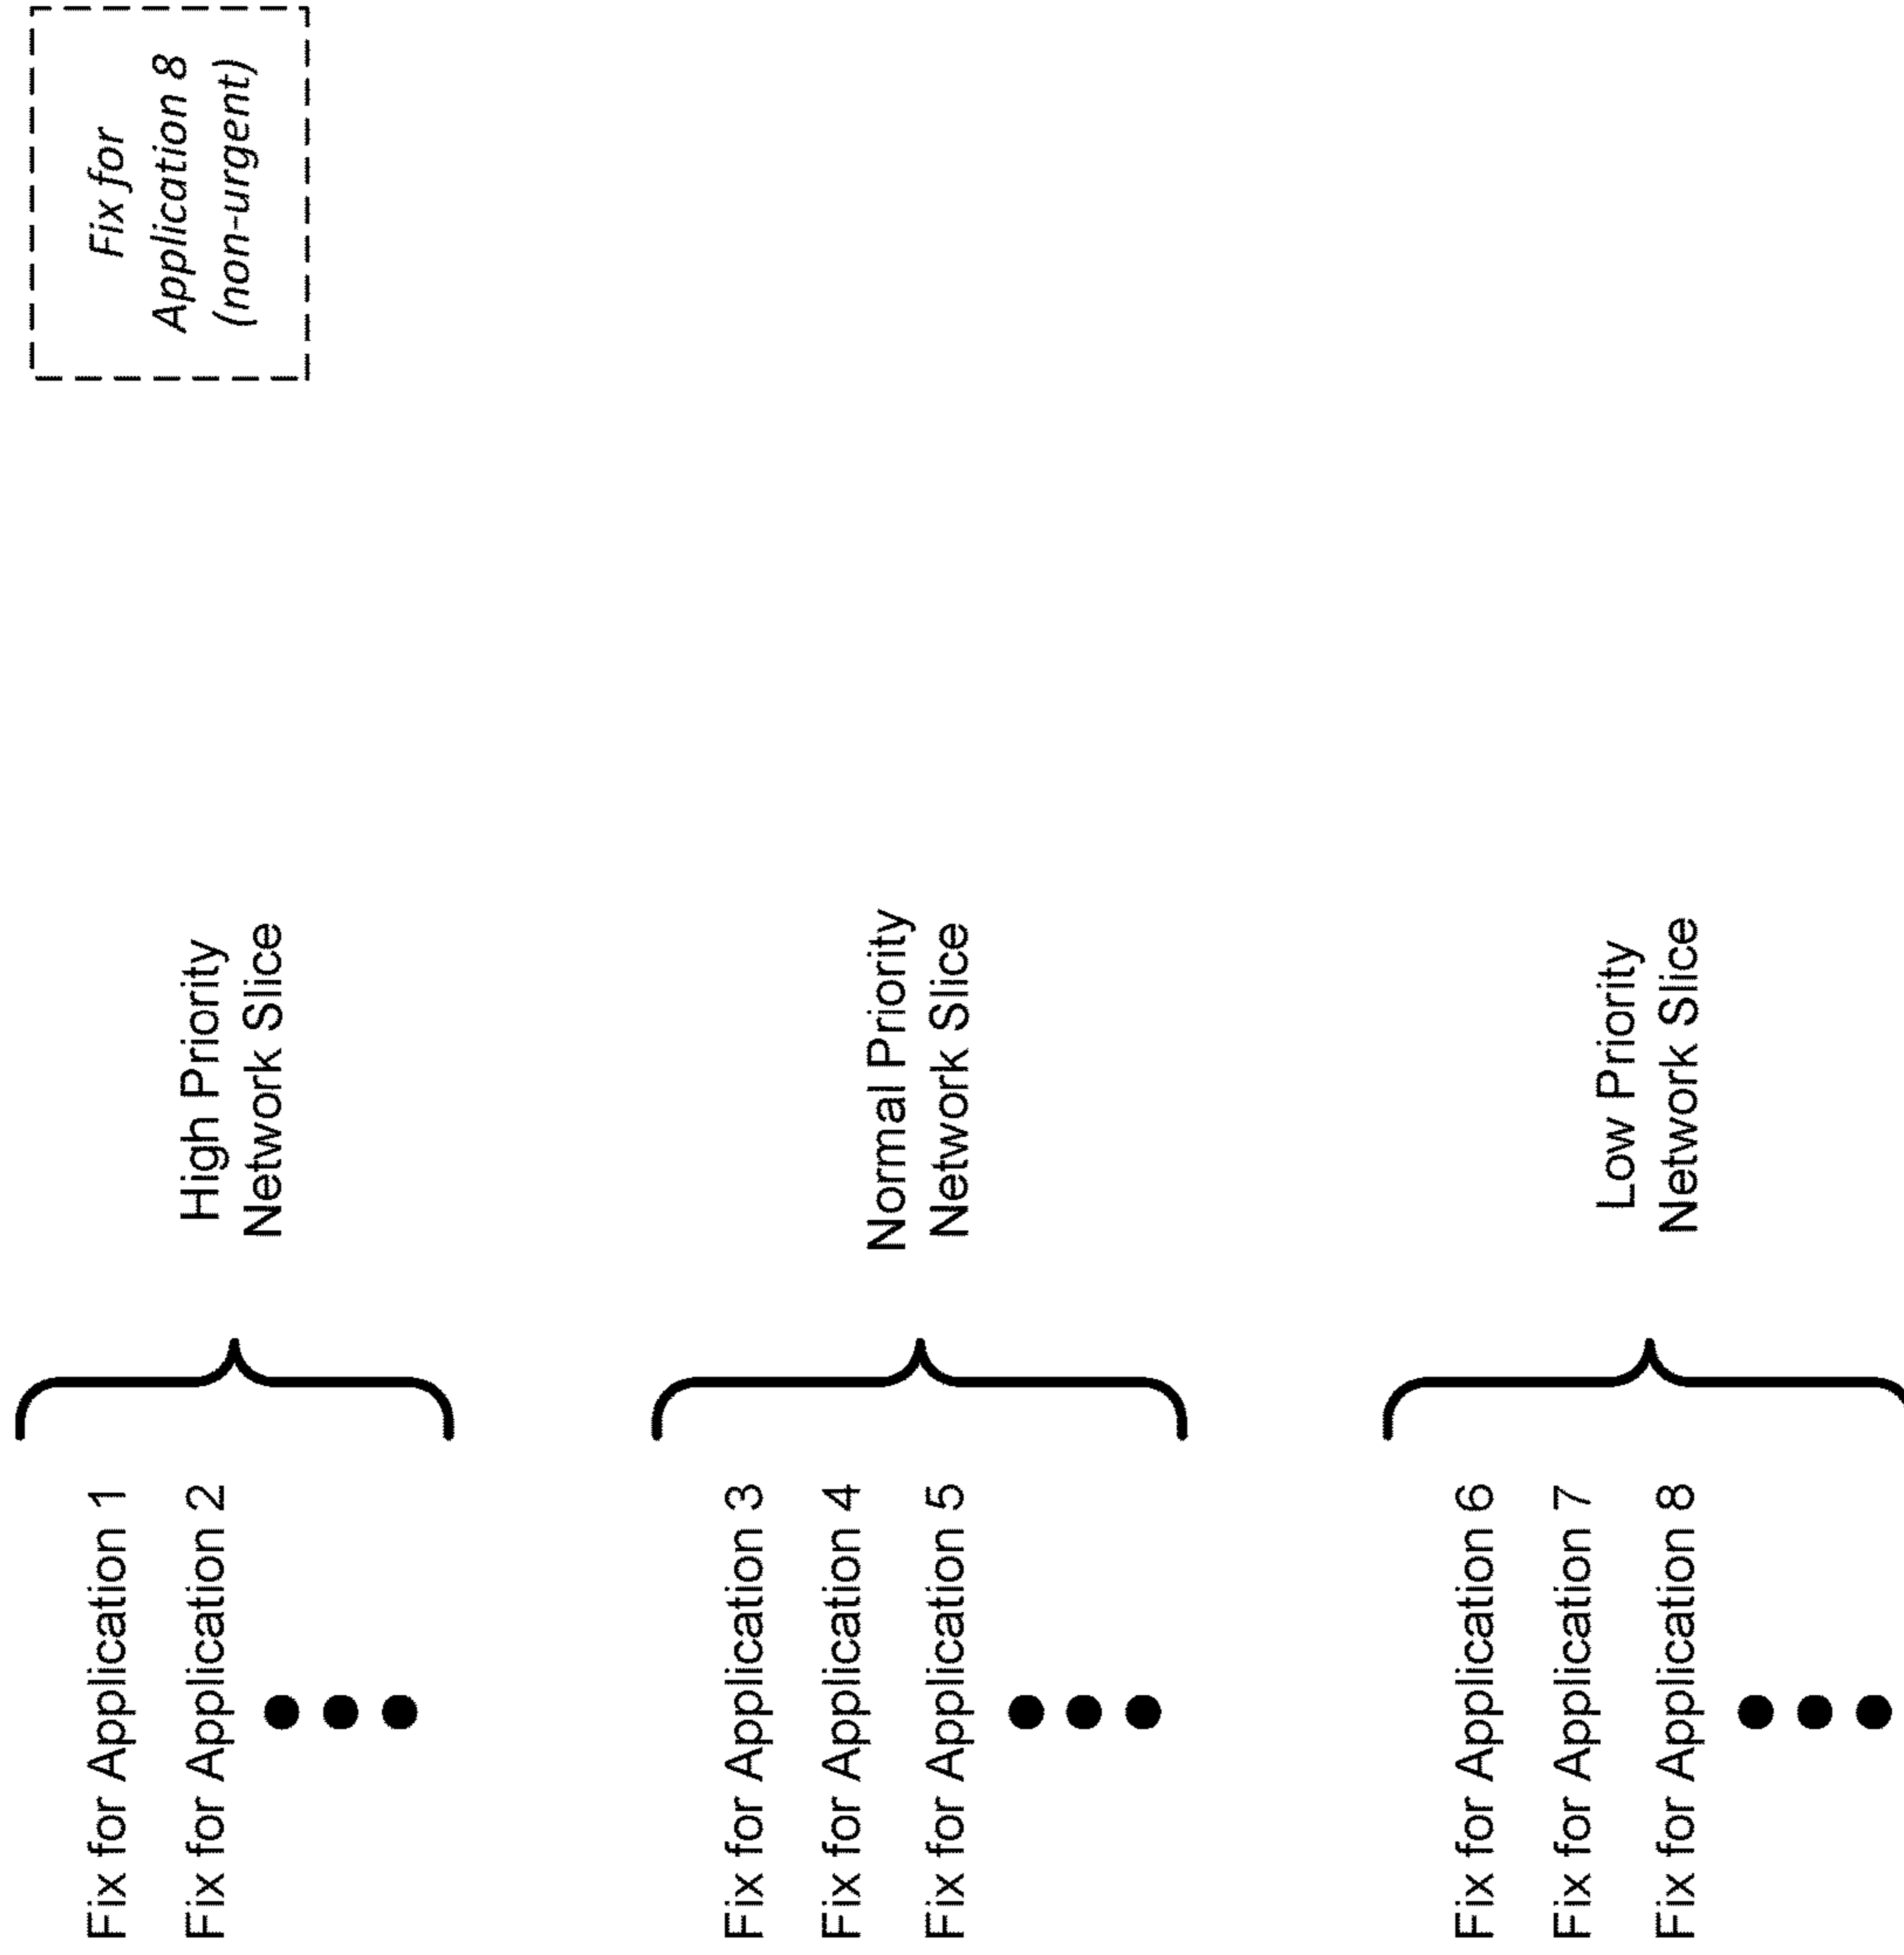 Fix for Application 1
Fix for Application 2
High Priority
Network Slice
Fix for
Application 8
(non-urgent)
Fix for Application 3
Fix for Application 4
Fix for Application 5
Normal Priority
Network Slice
Fix for Application 6
Fix for Application 7
Fix for Application 8
Low Priority
Network Slice